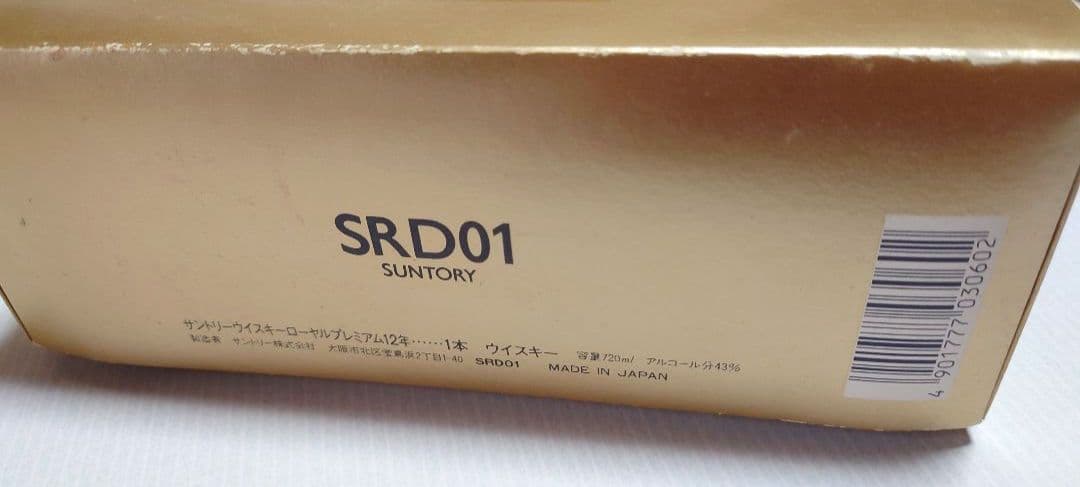 SRD01
SUNTORY
サントリーウイスキーローヤルプレミアム12年……1本 ウイスキー 容量720ml アルコール分43%
製造者 サントリー株式会社 大阪市北区堂島浜2丁目1-40 SRD01 MADE IN JAPAN
4 901777 030602